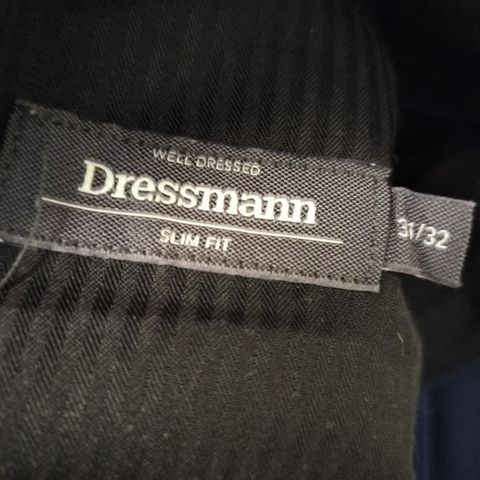 WELL DRESSED
Dressmann
SLIM FIT
31/32